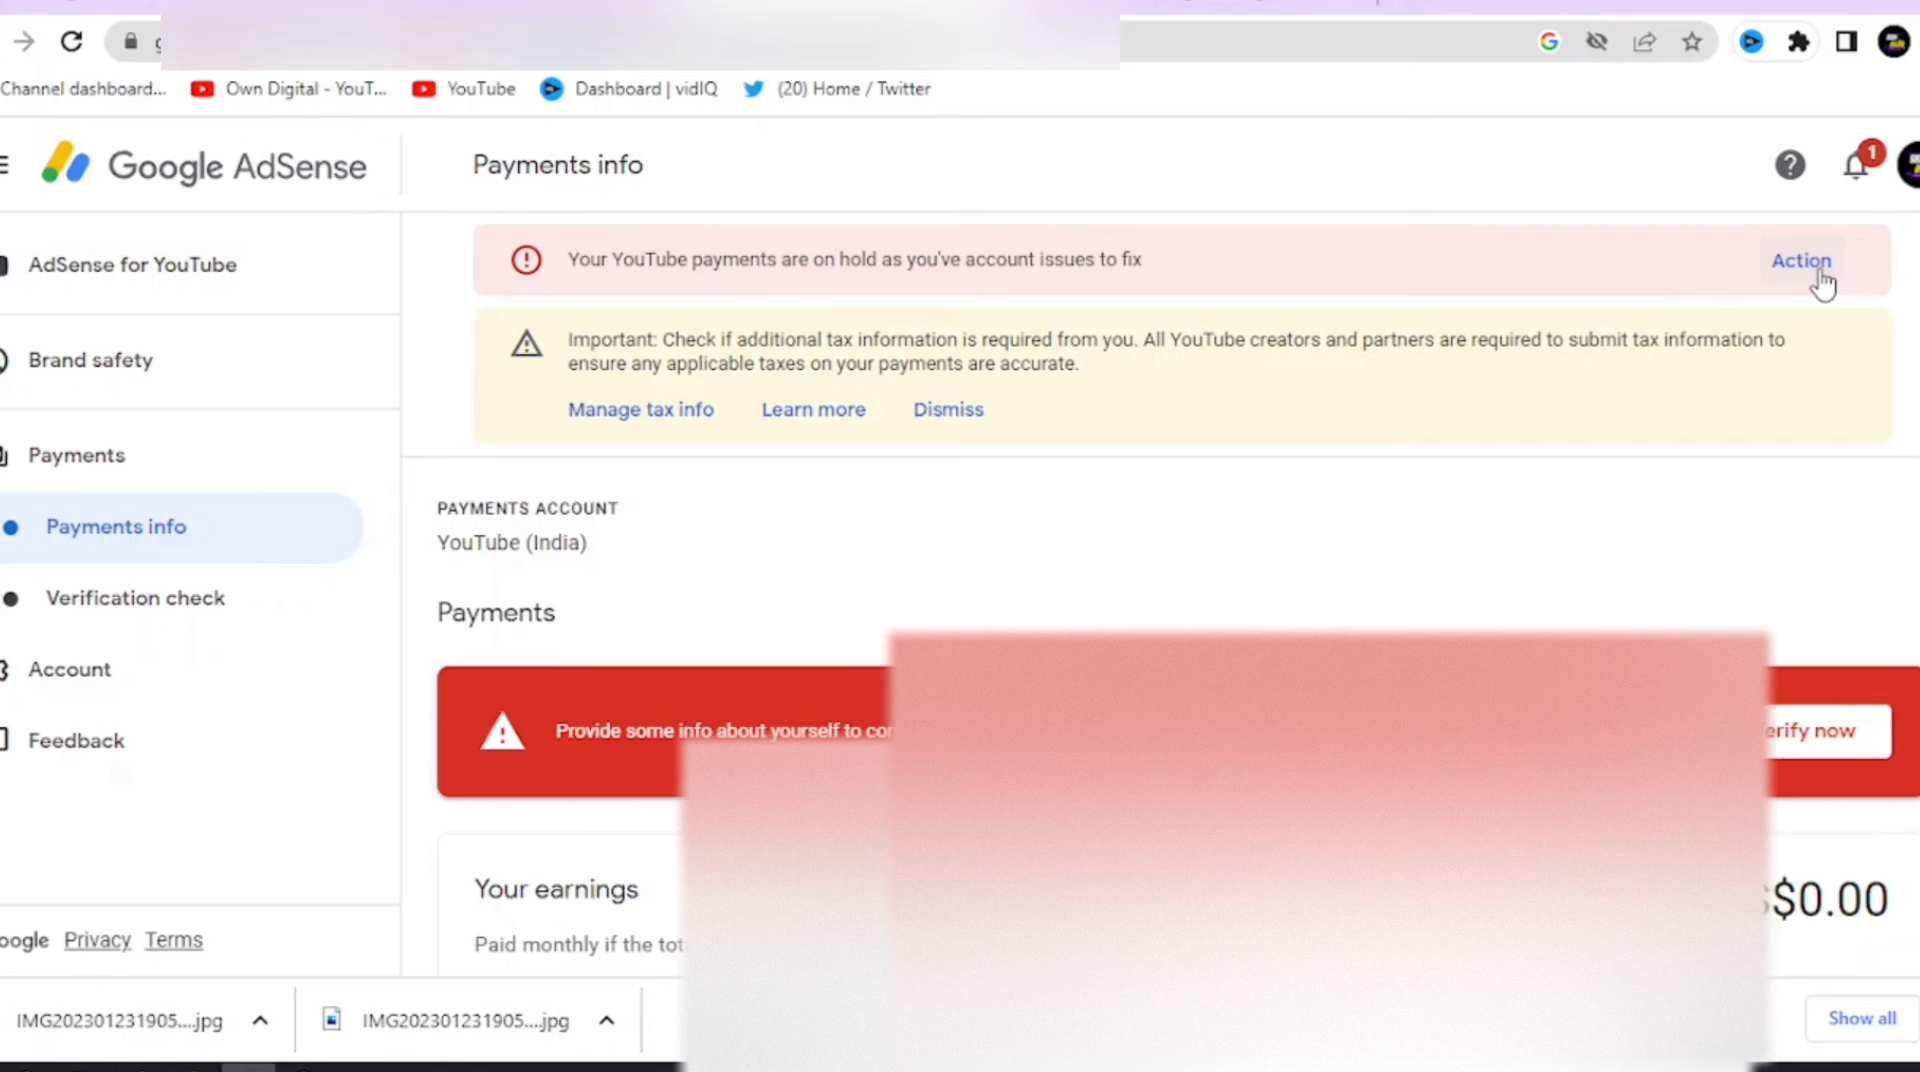 Channel dashboard...
Own Digital - YouT...
YouTube
Dashboard | vidIQ
(20) Home / Twitter
Google AdSense
Payments info
1
Your YouTube payments are on hold as you've account issues to fix
Action
AdSense for YouTube
Important: Check if additional tax information is required from you. All YouTube creators and partners are required to submit tax information to
ensure any applicable taxes on your payments are accurate.
Brand safety
Manage tax info
Learn more
Dismiss
Payments
PAYMENTS ACCOUNT
YouTube (India)
Payments info
Verification check
Payments
Account
Provide some info about yourself to
erify now
Feedback
Your earnings
$0.00
Paid monthly if the
oogle
Privacy
Terms
IMG202301231905....jpg
IMG202301231905....jpg
Show all